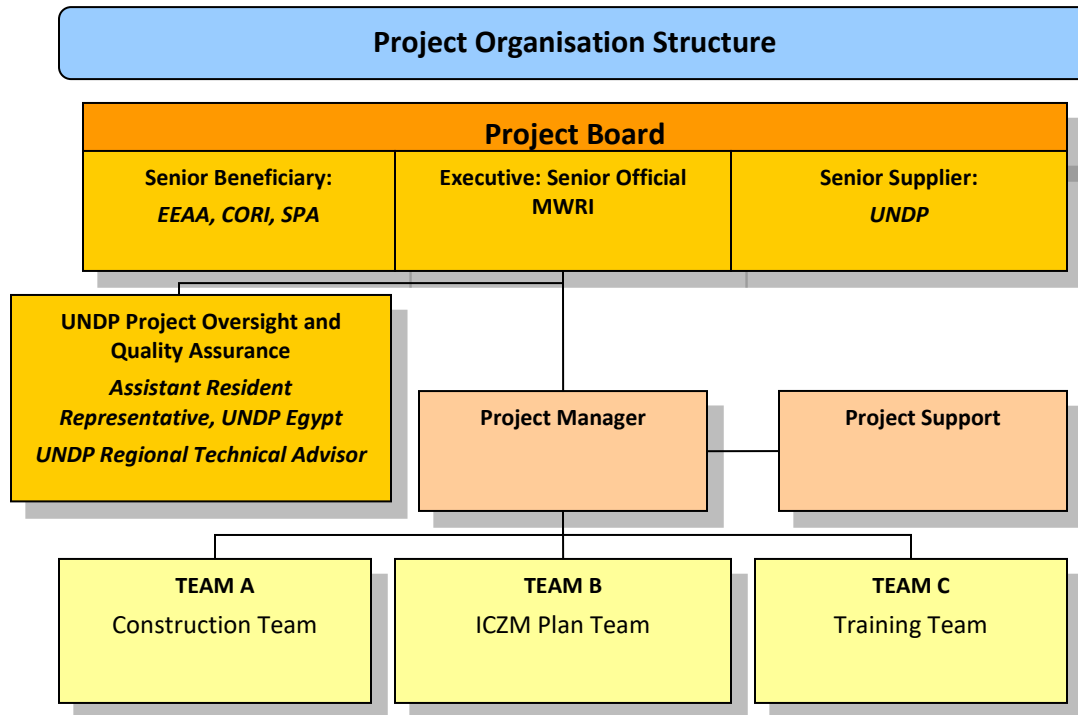 Project Organisation Structure
Project Board
Senior Beneficiary:
EEAA, CORI, SPA
Executive: Senior Official
MWRI
Senior Supplier:
UNDP
UNDP Project Oversight and
Quality Assurance
Assistant Resident
Representative, UNDP Egypt
UNDP Regional Technical Advisor
Project Manager
Project Support
TEAM A
Construction Team
TEAM B
ICZM Plan Team
TEAM C
Training Team